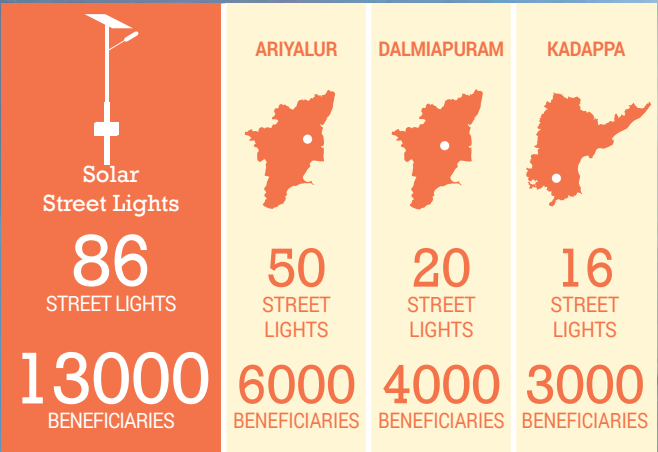 Solar
Street Lights
86
STREET LIGHTS
13000
BENEFICIARIES
ARIYALUR
50
STREET
LIGHTS
6000
BENEFICIARIES
DALMIAPURAM
20
STREET
LIGHTS
4000
BENEFICIARIES
KADAPPA
16
STREET
LIGHTS
3000
BENEFICIARIES